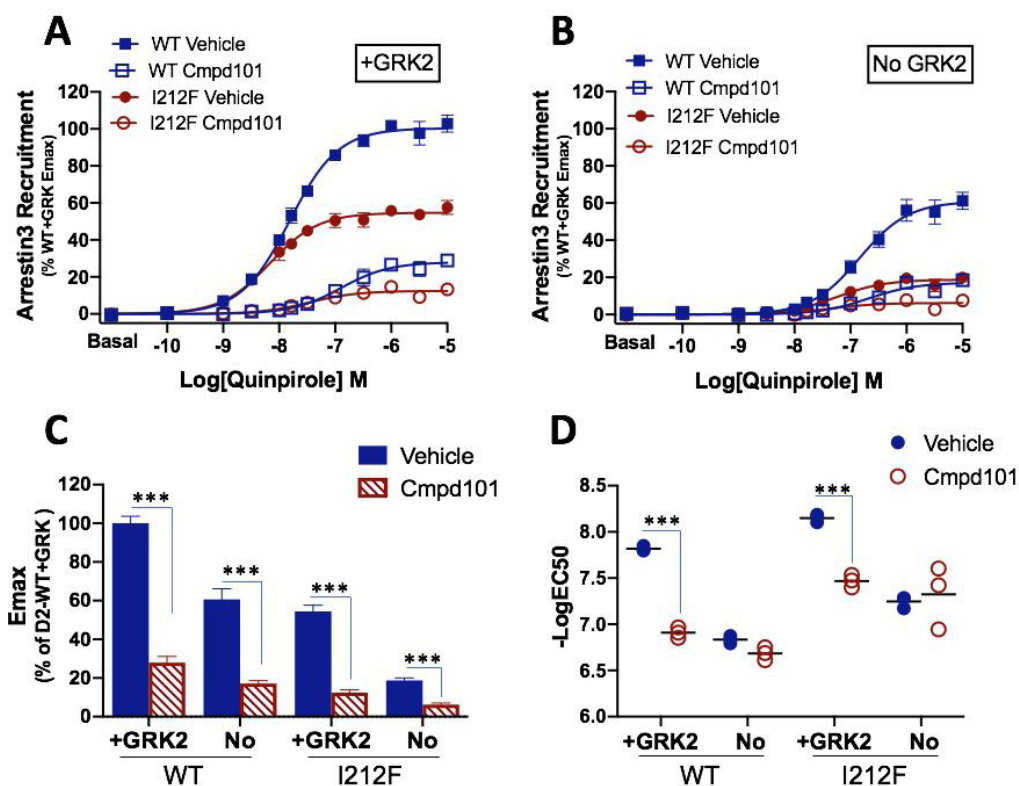 A
WT Vehicle
WT Cmpd101
I212F Vehicle
I212F Cmpd101
+GRK2
Arrestin3 Recruitment
(% WT+GRK Emax)
120
100
80
60
40
20
0
Basal -10 -9 -8 -7 -6 -5
Log[Quinpirole] M
B
WT Vehicle
WT Cmpd101
I212F Vehicle
I212F Cmpd101
No GRK2
Arrestin3 Recruitment
(% WT+GRK Emax)
120
100
80
60
40
20
0
Basal -10 -9 -8 -7 -6 -5
Log[Quinpirole] M
C
Vehicle
Cmpd101
Emax
(% of D2-WT+GRK )
120
100
80
60
40
20
0
***
***
***
***
+GRK2 No +GRK2 No
WT I212F
D
Vehicle
Cmpd101
-LogEC50
8.5
8.0
7.5
7.0
6.5
6.0
***
***
+GRK2 No +GRK2 No
WT I212F